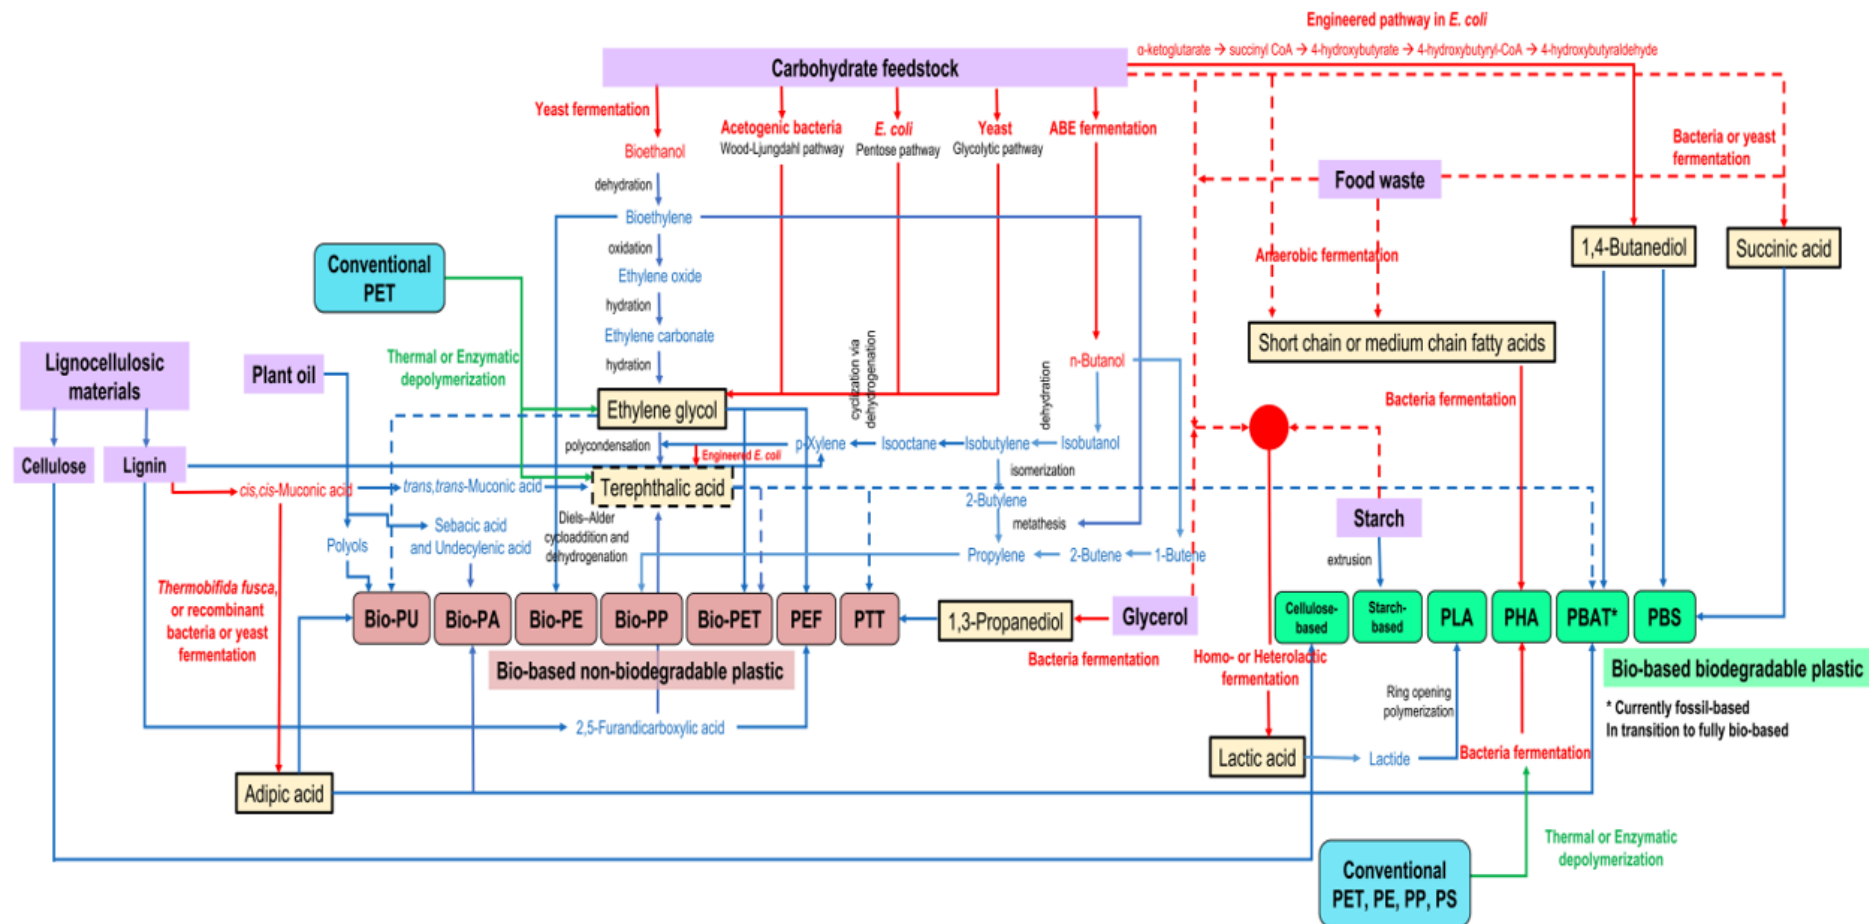 Engineered pathway in E. coli
α-ketoglutarate → succinyl CoA → 4-hydroxybutyrate → 4-hydroxybutyryl-CoA → 4-hydroxybutyraldehyde
Carbohydrate feedstock
Yeast fermentation
Acetogenic bacteria
Wood-Ljungdahl pathway
E. coli
Pentose pathway
Yeast
Glycolytic pathway
ABE fermentation
Bacteria or yeast
fermentation
Bioethanol
Food waste
dehydration
Bioethylene
oxidation
1,4-Butanediol
Succinic acid
Anaerobic fermentation
Conventional
PET
Ethylene oxide
hydration
Ethylene carbonate
hydration
Short chain or medium chain fatty acids
Thermal or Enzymatic
depolymerization
cyclization via
dehydrogenation
dehydration
n-Butanol
Lignocellulosic
materials
Plant oil
Ethylene glycol
Bacteria fermentation
polycondensation
p-Xylene
Isooctane
Isobutylene
Isobutanol
Engineered E. coli
isomerization
Cellulose
Lignin
cis,cis-Muconic acid
trans,trans-Muconic acid
Terephthalic acid
2-Butylene
metathesis
Starch
Diels–Alder
cycloaddition and
dehydrogenation
Sebacic acid
and Undecylenic acid
Polyols
Propylene
2-Butene
1-Butene
extrusion
Thermobifida fusca,
or recombinant
bacteria or yeast
fermentation
Bio-PU
Bio-PA
Bio-PE
Bio-PP
Bio-PET
PEF
PTT
1,3-Propanediol
Glycerol
Bacteria fermentation
Cellulose-
based
Starch-
based
PLA
PHA
PBAT*
PBS
Bio-based non-biodegradable plastic
Homo- or Heterolactic
fermentation
Bio-based biodegradable plastic
* Currently fossil-based
In transition to fully bio-based
Ring opening
polymerization
2,5-Furandicarboxylic acid
Lactic acid
Lactide
Bacteria fermentation
Adipic acid
Thermal or Enzymatic
depolymerization
Conventional
PET, PE, PP, PS